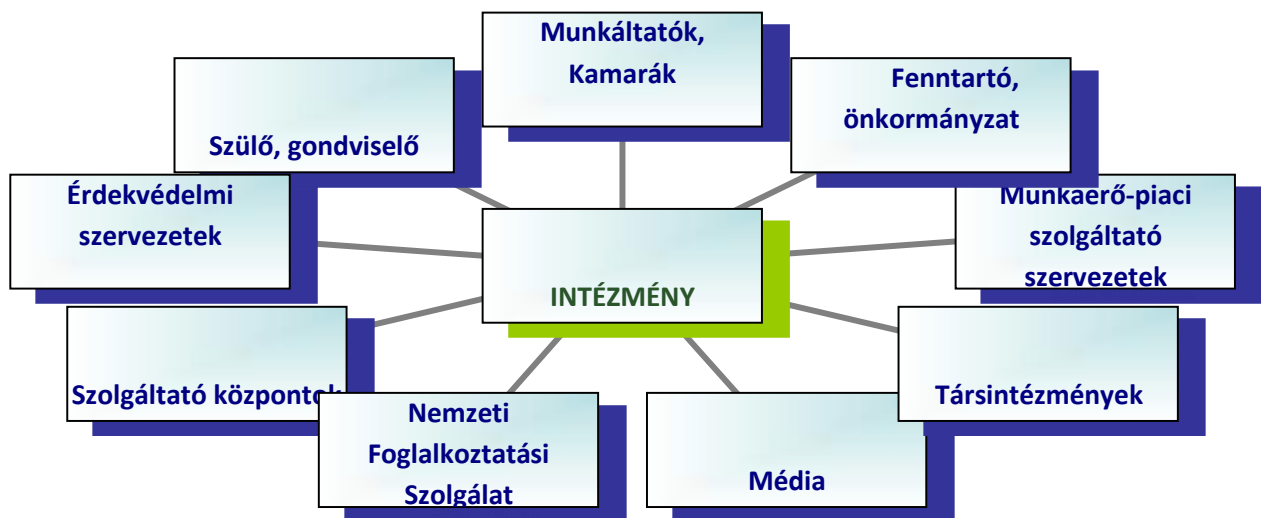 Munkáltatók,
Kamarák
Fenntartó,
önkormányzat
Szülő, gondviselő
Érdekvédelmi
szervezetek
Munkaerő-piaci
szolgáltató
szervezetek
INTÉZMÉNY
Szolgáltató központok
Társintézmények
Nemzeti
Foglalkoztatási
Szolgálat
Média